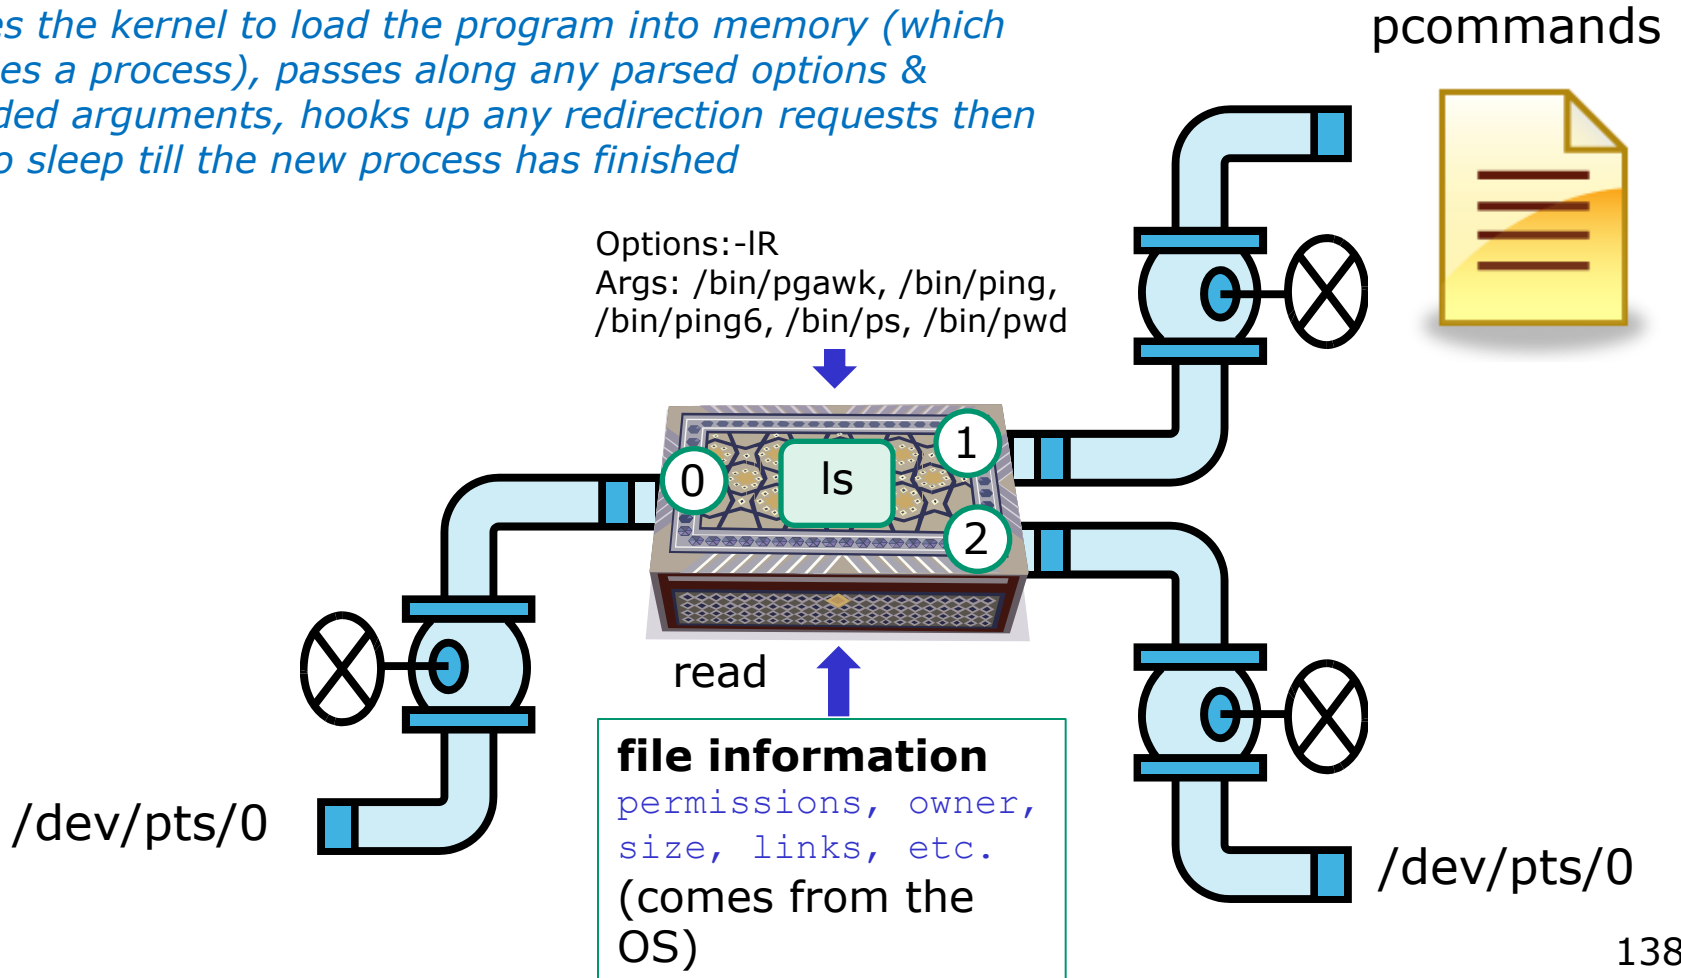 es the kernel to load the program into memory (which
es a process), passes along any parsed options &
ded arguments, hooks up any redirection requests then
o sleep till the new process has finished
pcommands
Options:-lR
Args: /bin/pgawk, /bin/ping,
/bin/ping6, /bin/ps, /bin/pwd
0
ls
1
2
read
file information
permissions, owner,
size, links, etc.
(comes from the
OS)
/dev/pts/0
/dev/pts/0
138